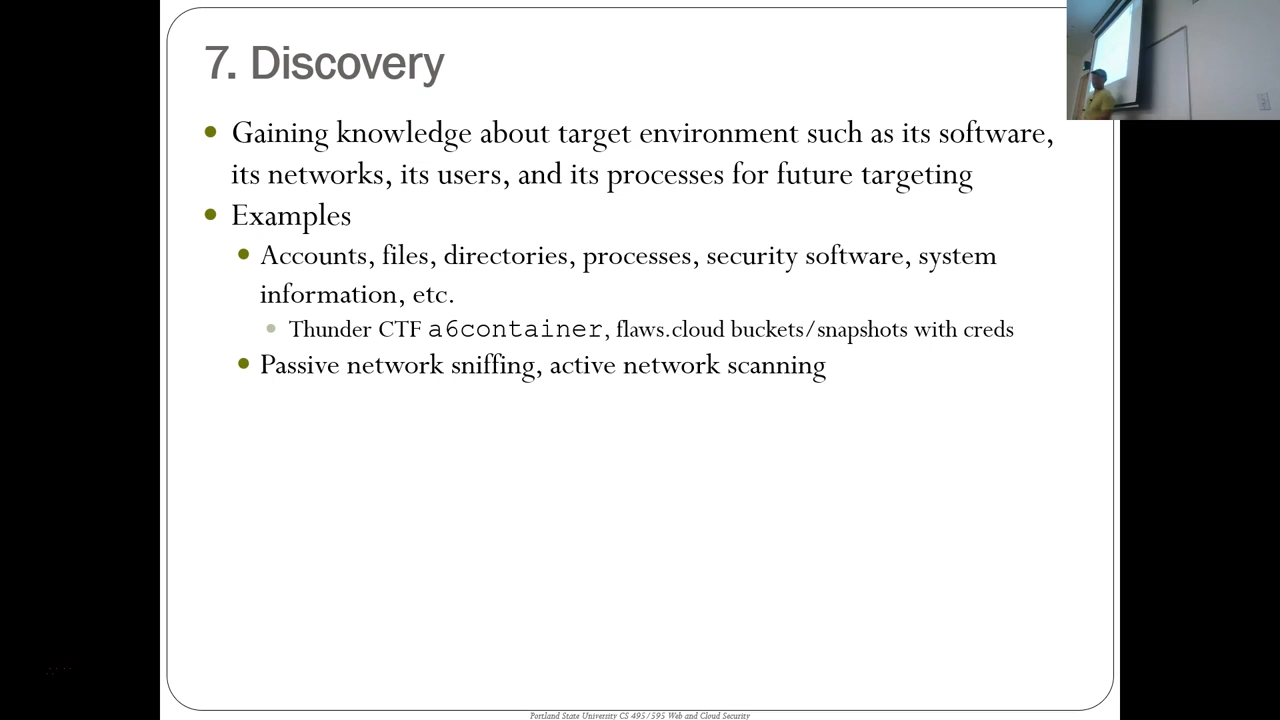 7. Discovery
Gaining knowledge about target environment such as its software,
its networks, its users, and its processes for future targeting
Examples
Accounts, files, directories, processes, security software, system
information, etc.
Thunder CTF a6container, flaws.cloud buckets/snapshots with creds
Passive network sniffing, active network scanning
Portland State University CS 495/595 Web and Cloud Security